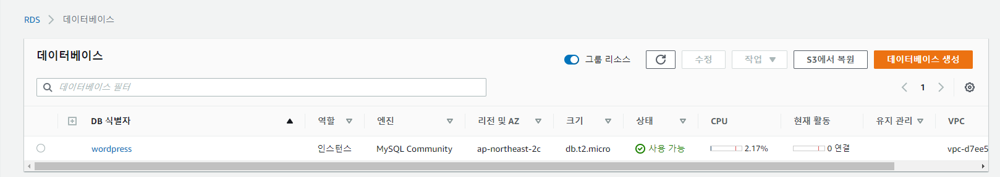 RDS 데이터베이스
데이터베이스 그룹 리소스 수정 작업 S3에서 복원 데이터베이스 생성
데이터베이스 필터 1
DB 식별자 역할 엔진 리전 및 AZ 크기 상태 CPU 현재 활동 유지 관리 VPC
wordpress 인스턴스 MySQL Community ap-northeast-2c db.t2.micro 사용 가능 2.17% 0 연결 vpc-d7ee5